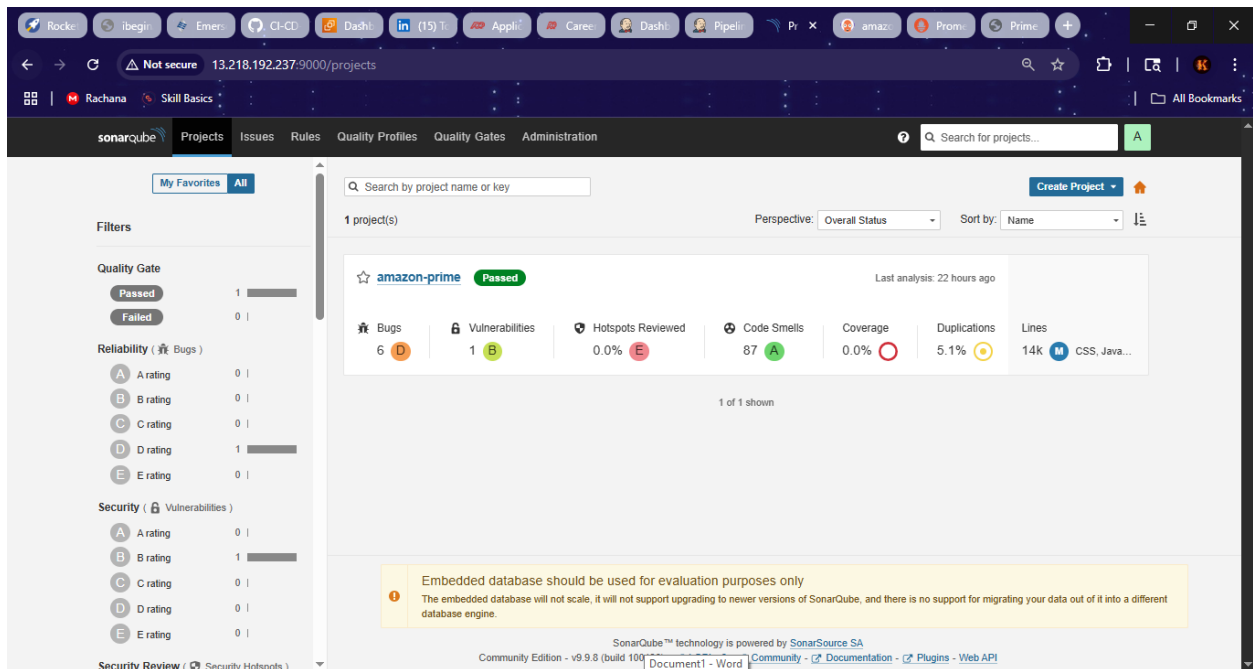 Rocke ibegin Emers CI-CD Dashb (15) Tc Applic Career Dashb Pipelin Pr amazo Prome Prime
Not secure 13.218.192.237:9000/projects K
Rachana Skill Basics All Bookmarks
sonarqube Projects Issues Rules Quality Profiles Quality Gates Administration ? Search for projects... A
My Favorites All
Search by project name or key Create Project
1 project(s) Perspective: Overall Status Sort by: Name
Filters
Quality Gate
Passed 1
Failed 0
Reliability ( Bugs )
A A rating 0
B B rating 0
C C rating 0
D D rating 1
E E rating 0
Security ( Vulnerabilities )
A A rating 0
B B rating 1
C C rating 0
D D rating 0
E E rating 0
Security Review ( Security Hotspots )
amazon-prime Passed Last analysis: 22 hours ago
Bugs Vulnerabilities Hotspots Reviewed Code Smells Coverage Duplications Lines
6 D 1 B 0.0% E 87 A 0.0% 5.1% 14k M CSS, Java...
1 of 1 shown
Embedded database should be used for evaluation purposes only
The embedded database will not scale, it will not support upgrading to newer versions of SonarQube, and there is no support for migrating your data out of it into a different
database engine.
SonarQube™ technology is powered by SonarSource SA
Community Edition - v9.9.8 (build Community - Documentation - Plugins - Web API
Document1 - Word